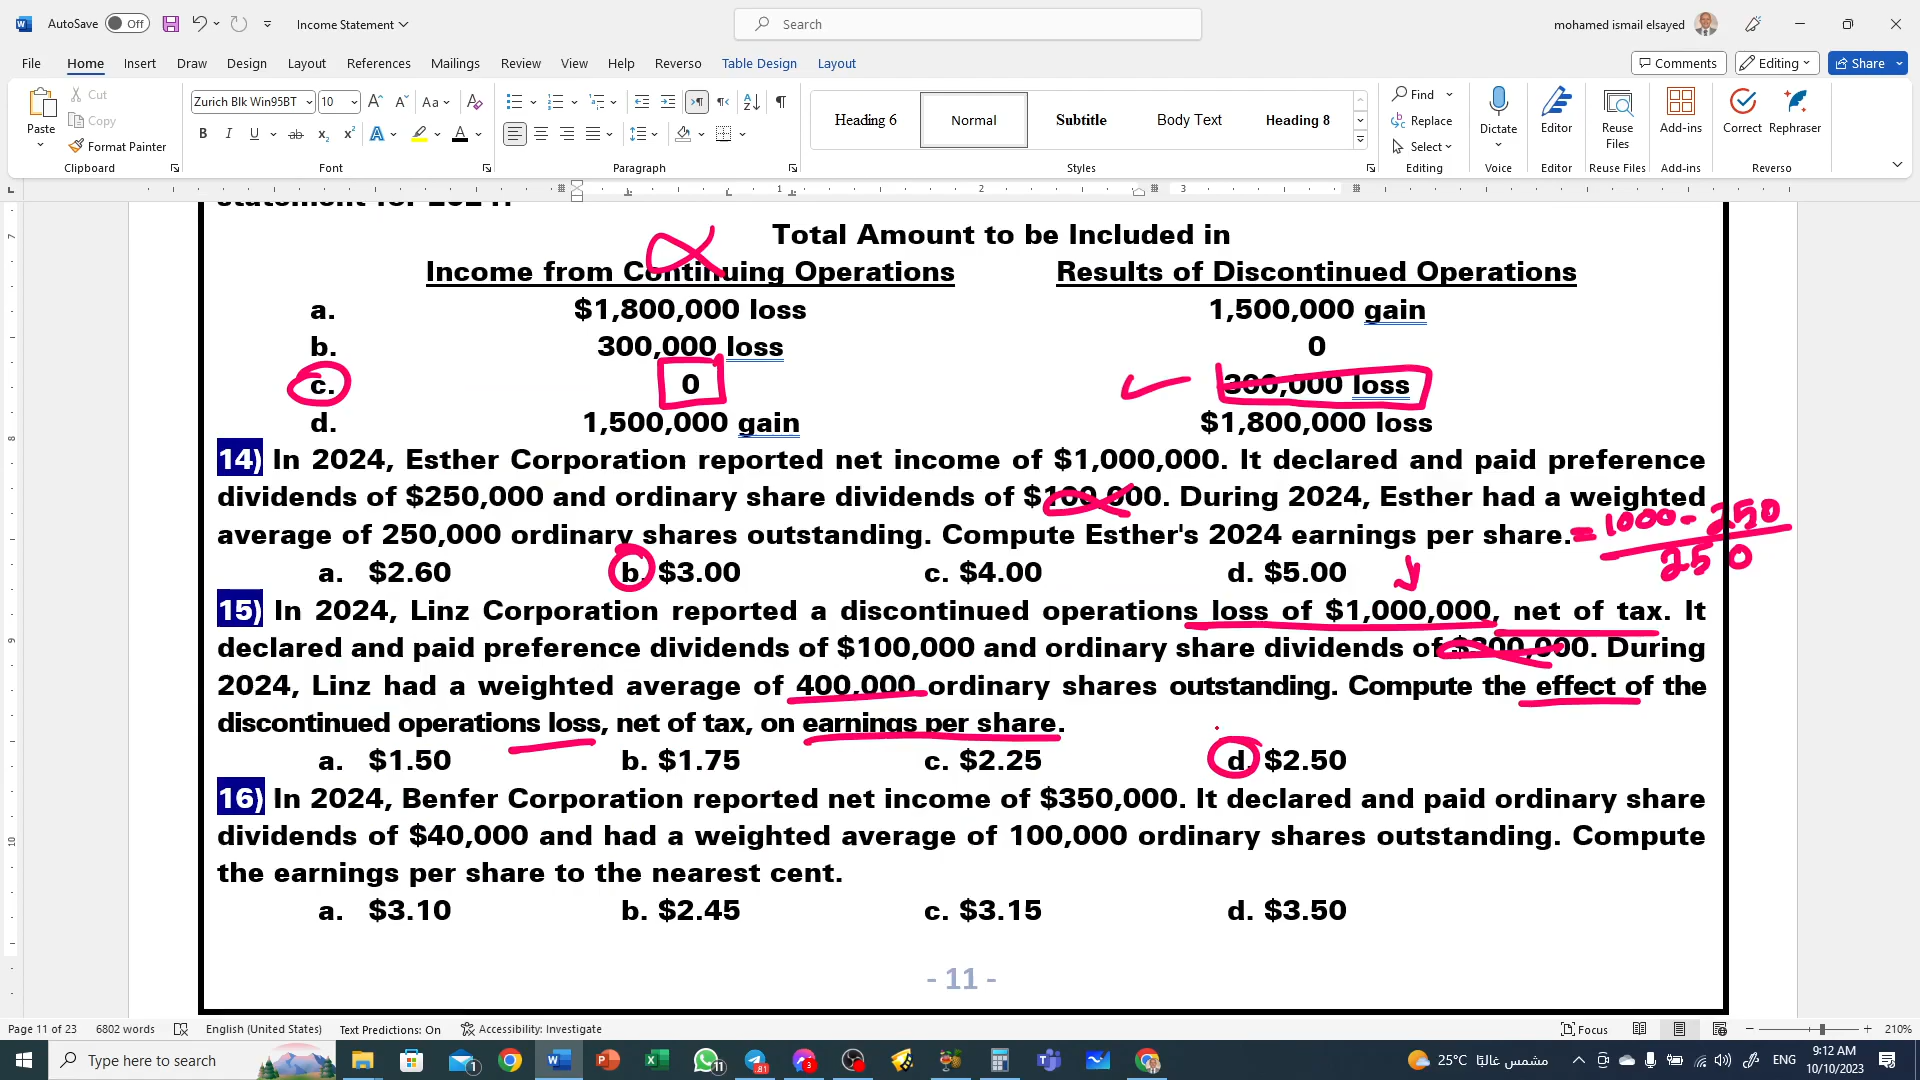 AutoSave Off Income Statement Search mohamed ismail elsayed
File Home Insert Draw Design Layout References Mailings Review View Help Reverso Table Design Layout Comments Editing Share
Paste Cut Copy Format Painter
Zurich Blk Win95BT 10
Heading 6 Normal Subtitle Body Text Heading 8
Find Replace Select
Dictate Editor Reuse Files Add-ins Correct Rephraser
Clipboard Font Paragraph Styles Editing Voice Editor Reuse Files Add-ins Reverso
Total Amount to be Included in
Income from Continuing Operations Results of Discontinued Operations
a. $1,800,000 loss 1,500,000 gain
b. 300,000 loss 0
c. 0 300,000 loss
d. 1,500,000 gain $1,800,000 loss
14) In 2024, Esther Corporation reported net income of $1,000,000. It declared and paid preference
dividends of $250,000 and ordinary share dividends of $100,000. During 2024, Esther had a weighted
average of 250,000 ordinary shares outstanding. Compute Esther's 2024 earnings per share.
= 1000 - 250
250
a. $2.60 b. $3.00 c. $4.00 d. $5.00
15) In 2024, Linz Corporation reported a discontinued operations loss of $1,000,000, net of tax. It
declared and paid preference dividends of $100,000 and ordinary share dividends of $300,000. During
2024, Linz had a weighted average of 400,000 ordinary shares outstanding. Compute the effect of the
discontinued operations loss, net of tax, on earnings per share.
a. $1.50 b. $1.75 c. $2.25 d. $2.50
16) In 2024, Benfer Corporation reported net income of $350,000. It declared and paid ordinary share
dividends of $40,000 and had a weighted average of 100,000 ordinary shares outstanding. Compute
the earnings per share to the nearest cent.
a. $3.10 b. $2.45 c. $3.15 d. $3.50
- 11 -
Page 11 of 23 6802 words English (United States) Text Predictions: On Accessibility: Investigate Focus 210%
Type here to search 25°C مشمس غالبًا ENG 9:12 AM
10/10/2023